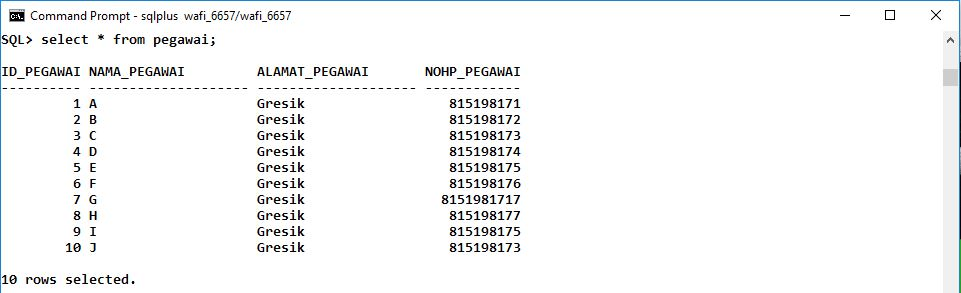 Command Prompt - sqlplus wafi_6657/wafi_6657
SQL> select * from pegawai;
ID_PEGAWAI NAMA_PEGAWAI         ALAMAT_PEGAWAI       NOHP_PEGAWAI
---------- -------------------- -------------------- ------------
         1 A                    Gresik                  815198171
         2 B                    Gresik                  815198172
         3 C                    Gresik                  815198173
         4 D                    Gresik                  815198174
         5 E                    Gresik                  815198175
         6 F                    Gresik                  815198176
         7 G                    Gresik                 8151981717
         8 H                    Gresik                  815198177
         9 I                    Gresik                  815198175
        10 J                    Gresik                  815198173
10 rows selected.